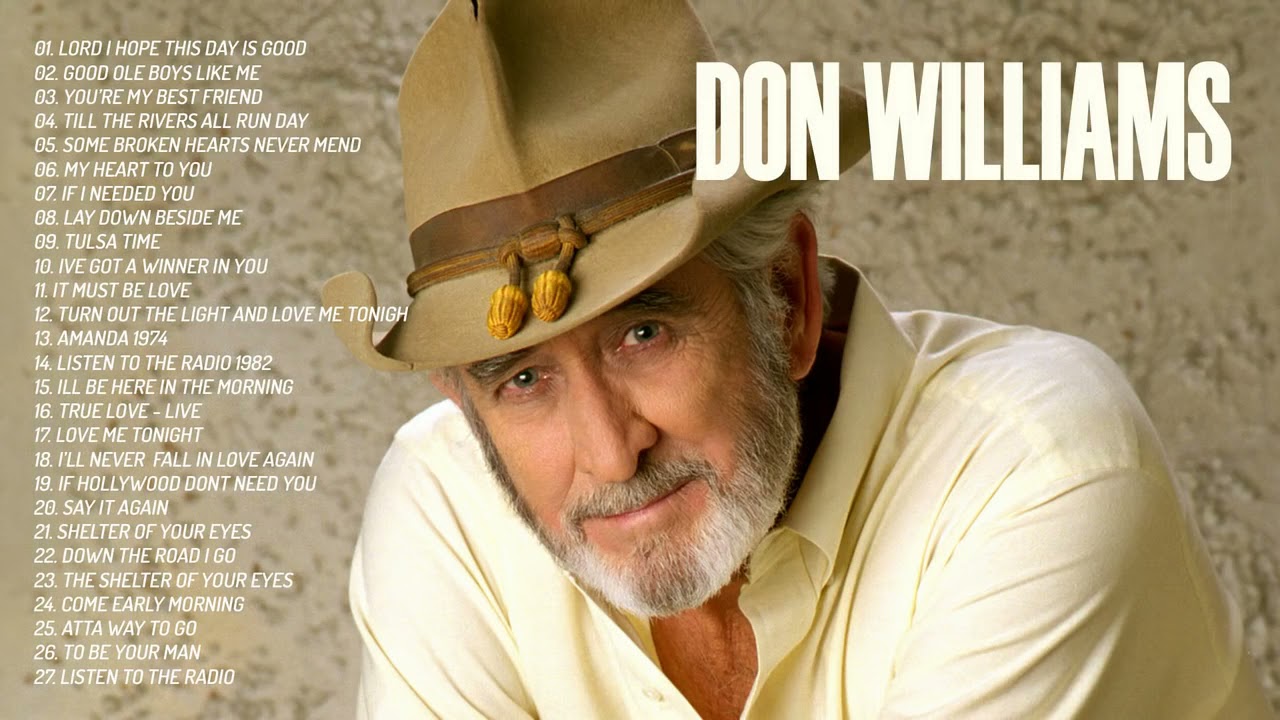 01. LORD I HOPE THIS DAY IS GOOD
02. GOOD OLE BOYS LIKE ME
03. YOU'RE MY BEST FRIEND
04. TILL THE RIVERS ALL RUN DAY
05. SOME BROKEN HEARTS NEVER MEND
06. MY HEART TO YOU
07. IF I NEEDED YOU
08. LAY DOWN BESIDE ME
09. TULSA TIME
10. IVE GOT A WINNER IN YOU
11. IT MUST BE LOVE
12. TURN OUT THE LIGHT AND LOVE ME TONIGH
13. AMANDA 1974
14. LISTEN TO THE RADIO 1982
15. ILL BE HERE IN THE MORNING
16. TRUE LOVE - LIVE
17. LOVE ME TONIGHT
18. I'LL NEVER FALL IN LOVE AGAIN
19. IF HOLLYWOOD DONT NEED YOU
20. SAY IT AGAIN
21. SHELTER OF YOUR EYES
22. DOWN THE ROAD I GO
23. THE SHELTER OF YOUR EYES
24. COME EARLY MORNING
25. ATTA WAY TO GO
26. TO BE YOUR MAN
27. LISTEN TO THE RADIO
DON WILLIAMS